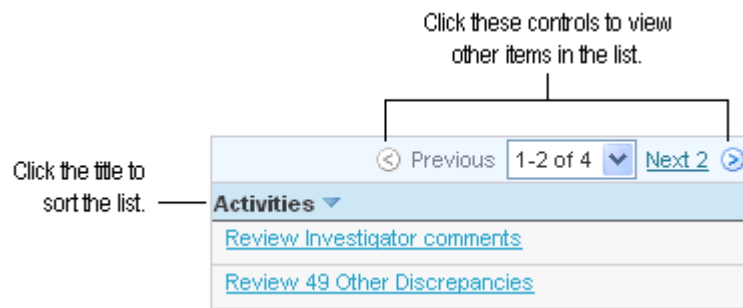 Click these controls to view
other items in the list.
Previous 1-2 of 4 Next 2
Click the title to
sort the list.
Activities
Review Investigator comments
Review 49 Other Discrepancies